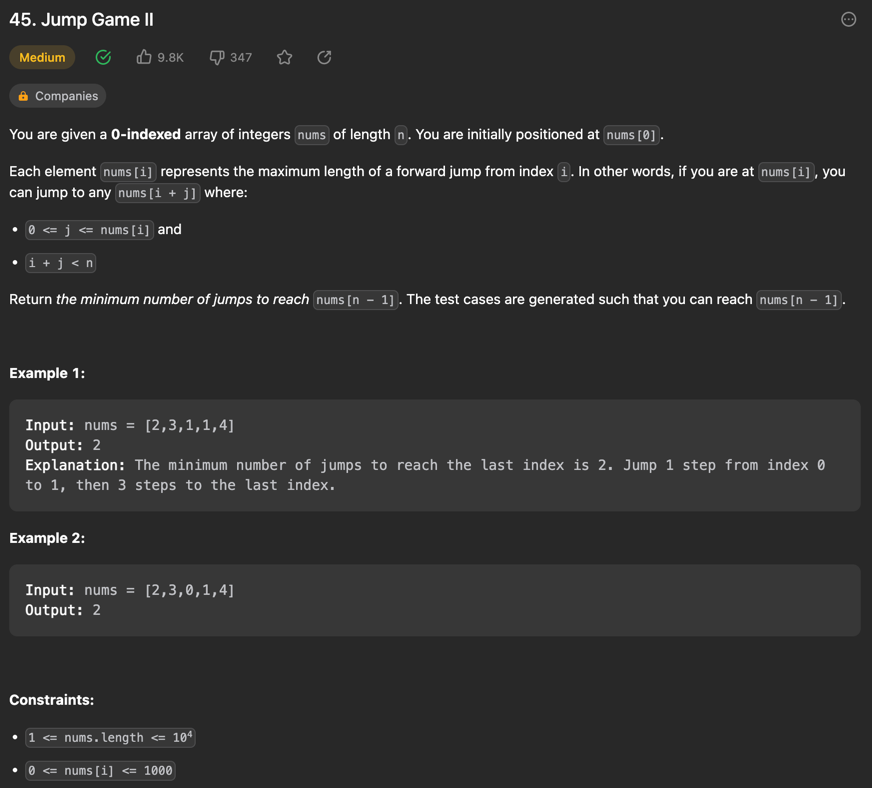 45. Jump Game II
Medium 9.8K 347
Companies
You are given a 0-indexed array of integers nums of length n. You are initially positioned at nums[0].
Each element nums[i] represents the maximum length of a forward jump from index i. In other words, if you are at nums[i], you
can jump to any nums[i + j] where:
• 0 <= j <= nums[i] and
• i + j < n
Return the minimum number of jumps to reach nums[n - 1]. The test cases are generated such that you can reach nums[n - 1].
Example 1:
Input: nums = [2,3,1,1,4]
Output: 2
Explanation: The minimum number of jumps to reach the last index is 2. Jump 1 step from index 0
to 1, then 3 steps to the last index.
Example 2:
Input: nums = [2,3,0,1,4]
Output: 2
Constraints:
• 1 <= nums.length <= 10⁴
• 0 <= nums[i] <= 1000